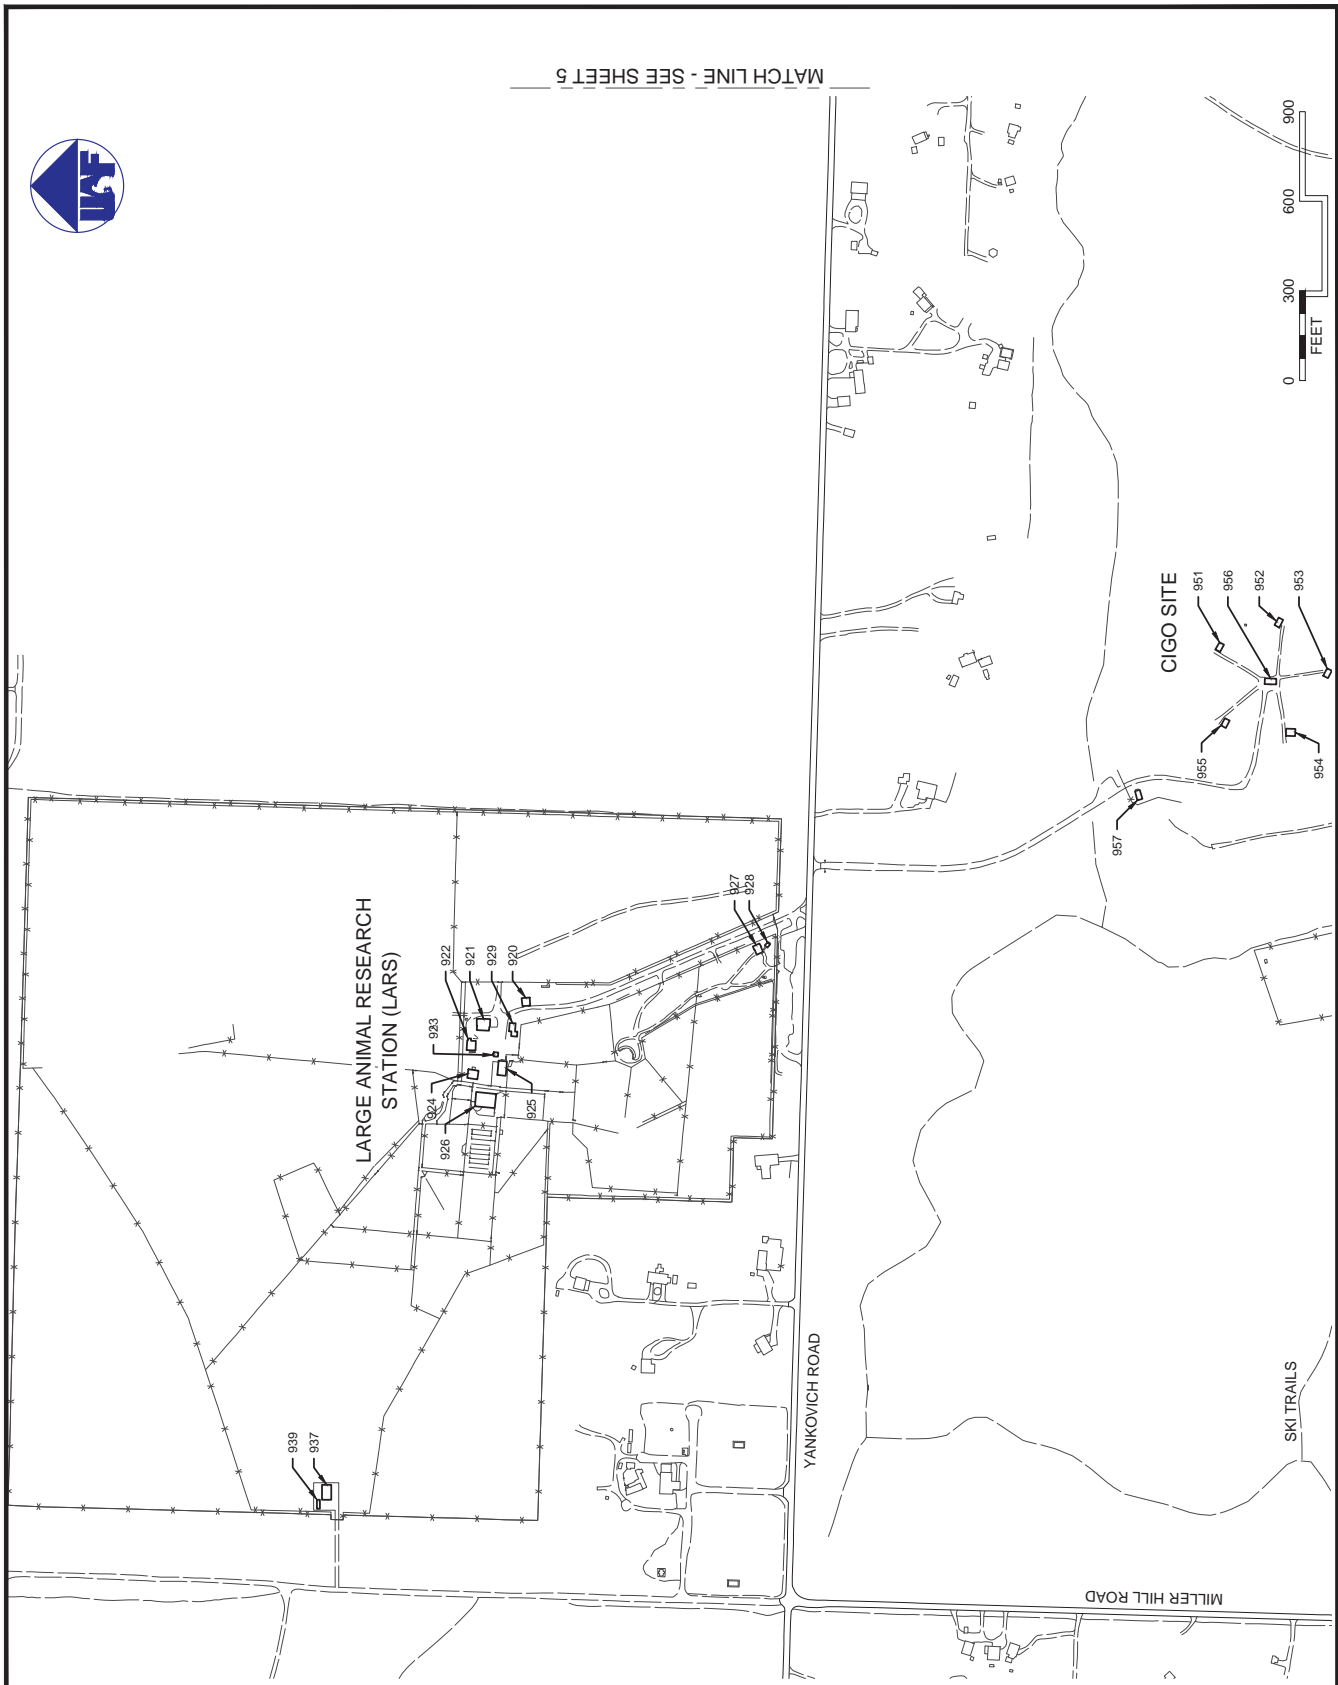 MATCH LINE - SEE SHEET 5
UAF
900
600
300
0
FEET
CIGO SITE
951
956
952
953
955
954
957
LARGE ANIMAL RESEARCH
STATION (LARS)
922
921
929
920
927
928
923
924
925
926
939
937
YANKOVICH ROAD
SKI TRAILS
MILLER HILL ROAD